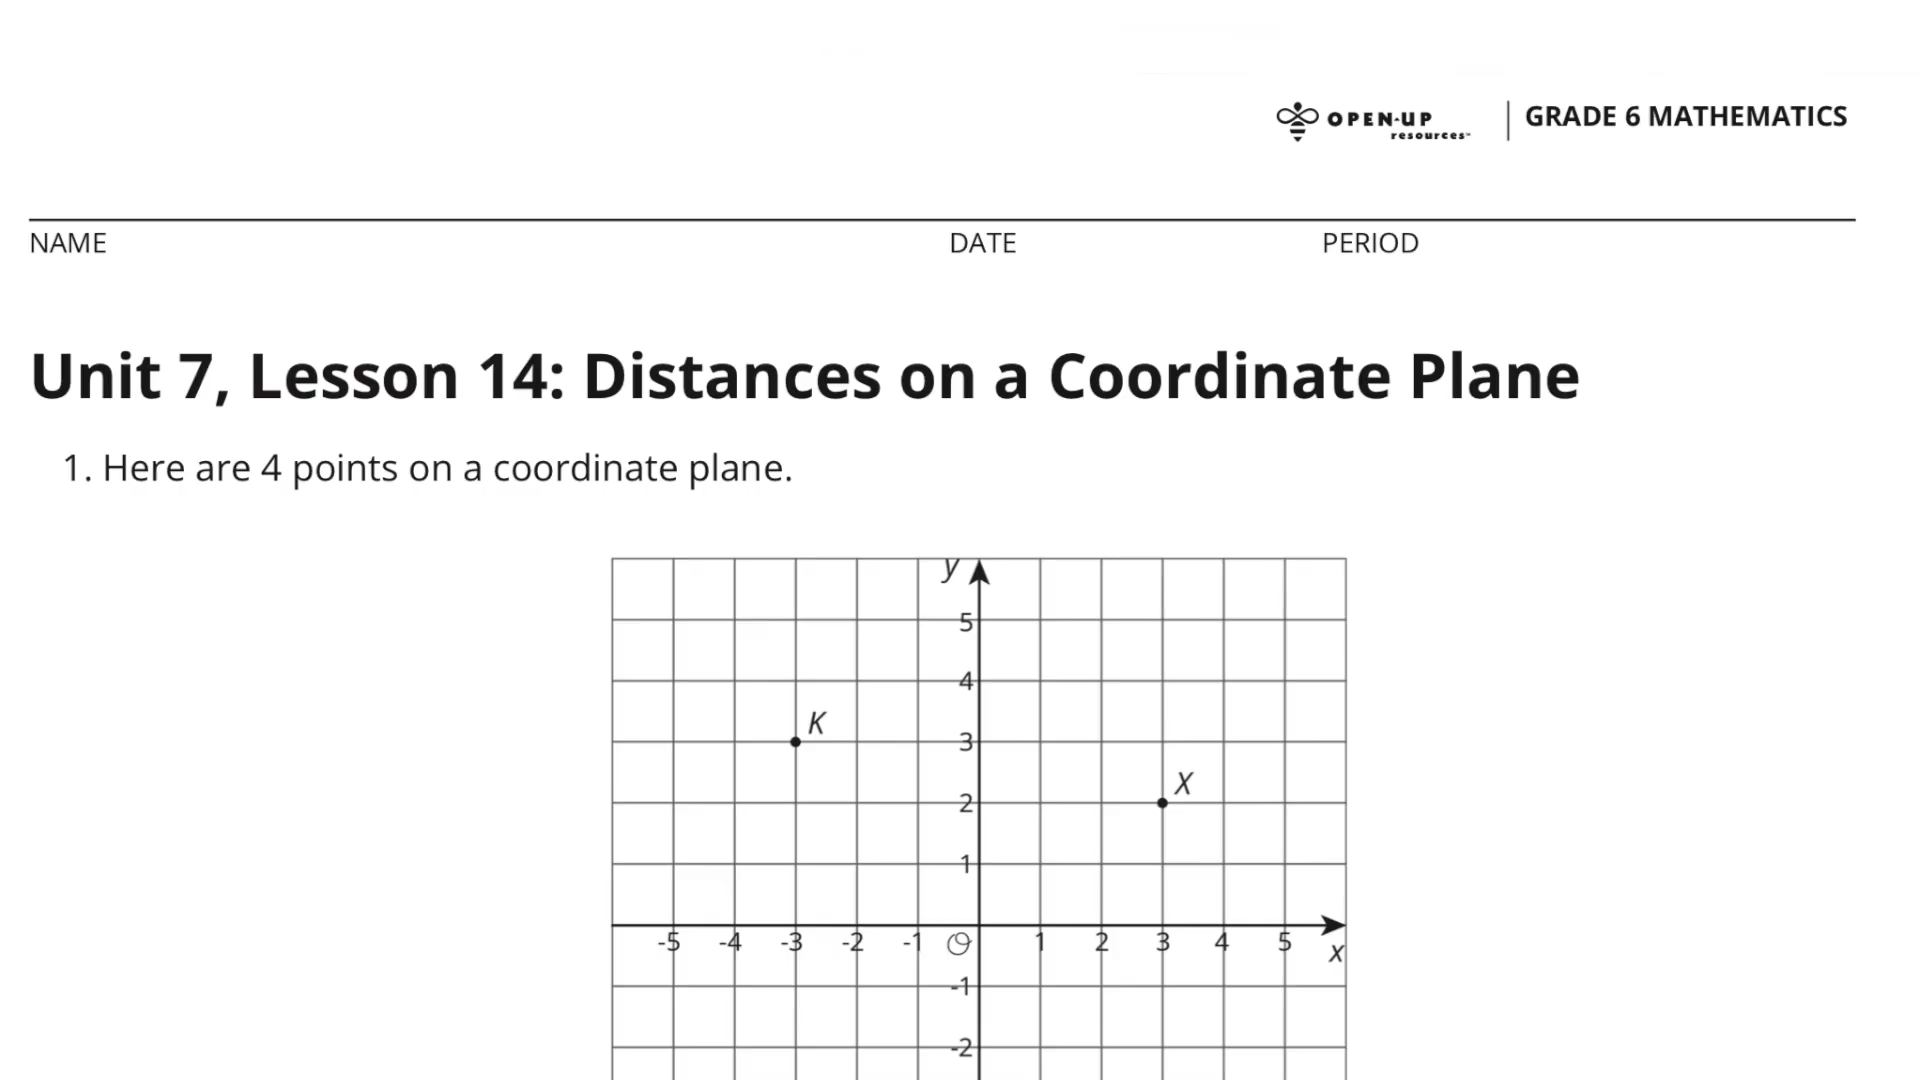 OPEN·UP
resources™
GRADE 6 MATHEMATICS
NAME DATE PERIOD
Unit 7, Lesson 14: Distances on a Coordinate Plane
1. Here are 4 points on a coordinate plane.
y
5
4
K
3
X
2
1
-5 -4 -3 -2 -1 O 1 2 3 4 5
x
-1
-2